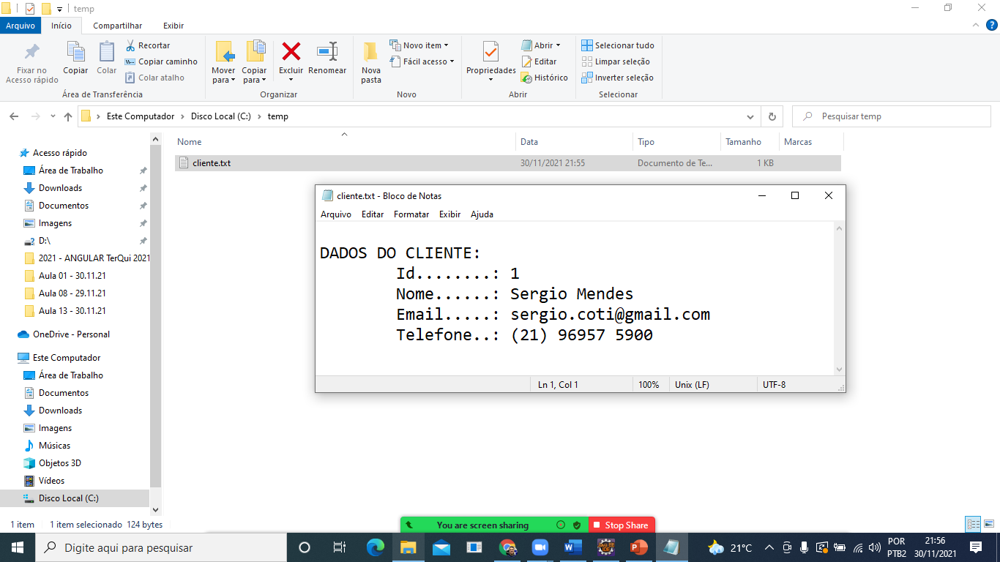 temp
Arquivo Início Compartilhar Exibir
Fixar no Acesso rápido
Copiar
Colar
Recortar
Copiar caminho
Colar atalho
Mover para
Copiar para
Excluir
Renomear
Nova pasta
Novo item
Fácil acesso
Propriedades
Abrir
Editar
Histórico
Selecionar tudo
Limpar seleção
Inverter seleção
Área de Transferência Organizar Novo Abrir Selecionar
Este Computador Disco Local (C:) temp
Pesquisar temp
Nome Data Tipo Tamanho Marcas
cliente.txt 30/11/2021 21:55 Documento de Te... 1 KB
Acesso rápido
Área de Trabalho
Downloads
Documentos
Imagens
D:\
2021 - ANGULAR TerQui 2021
Aula 01 - 30.11.21
Aula 08 - 29.11.21
Aula 13 - 30.11.21
OneDrive - Personal
Este Computador
Área de Trabalho
Documentos
Downloads
Imagens
Músicas
Objetos 3D
Vídeos
Disco Local (C:)
cliente.txt - Bloco de Notas
Arquivo Editar Formatar Exibir Ajuda
DADOS DO CLIENTE:
Id........: 1
Nome......: Sergio Mendes
Email.....: sergio.coti@gmail.com
Telefone..: (21) 96957 5900
Ln 1, Col 1 100% Unix (LF) UTF-8
1 item 1 item selecionado 124 bytes
You are screen sharing Stop Share
Digite aqui para pesquisar
21°C
POR
PTB2
21:56
30/11/2021